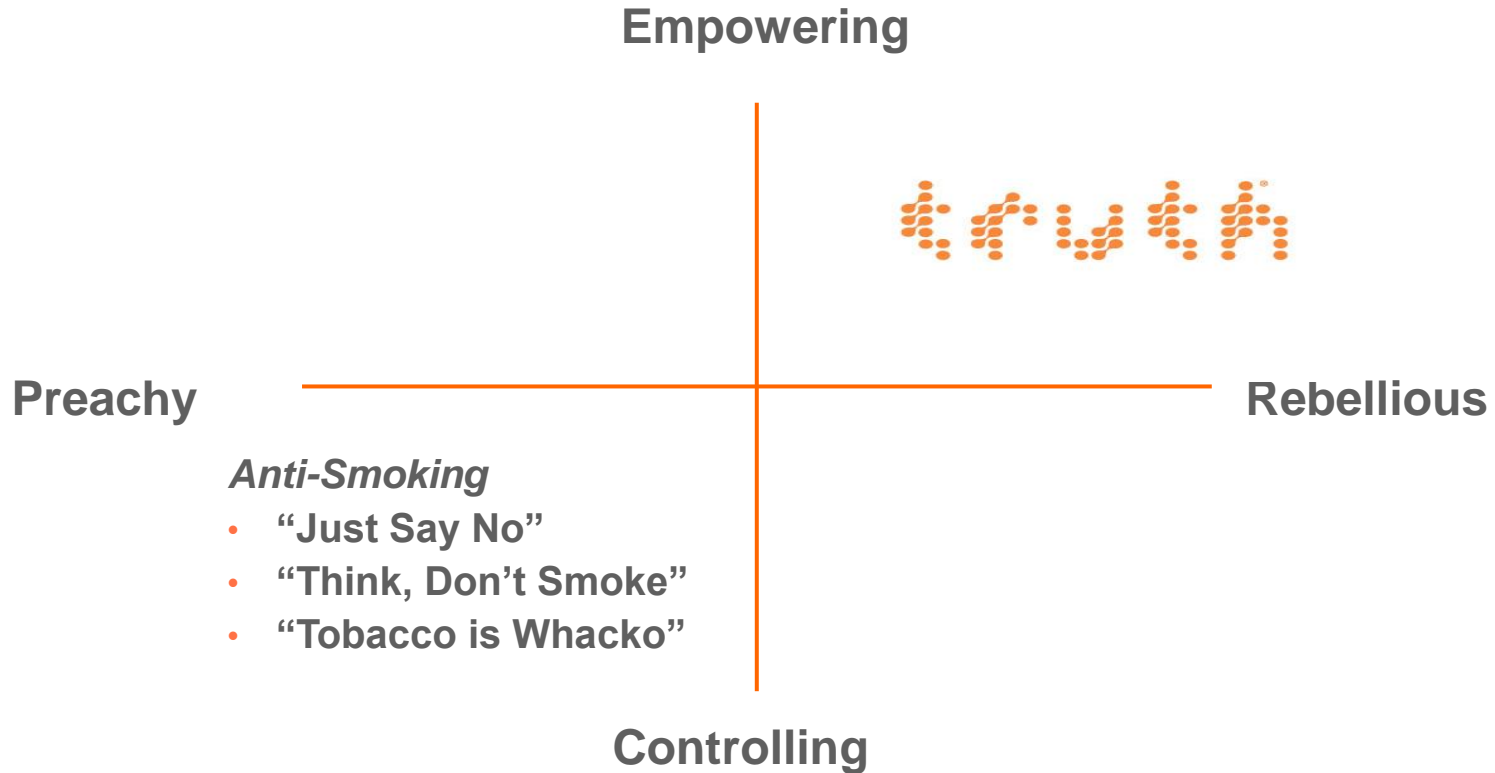 Empowering
truth®
Preachy
Rebellious
Anti-Smoking
• “Just Say No”
• “Think, Don’t Smoke”
• “Tobacco is Whacko”
Controlling